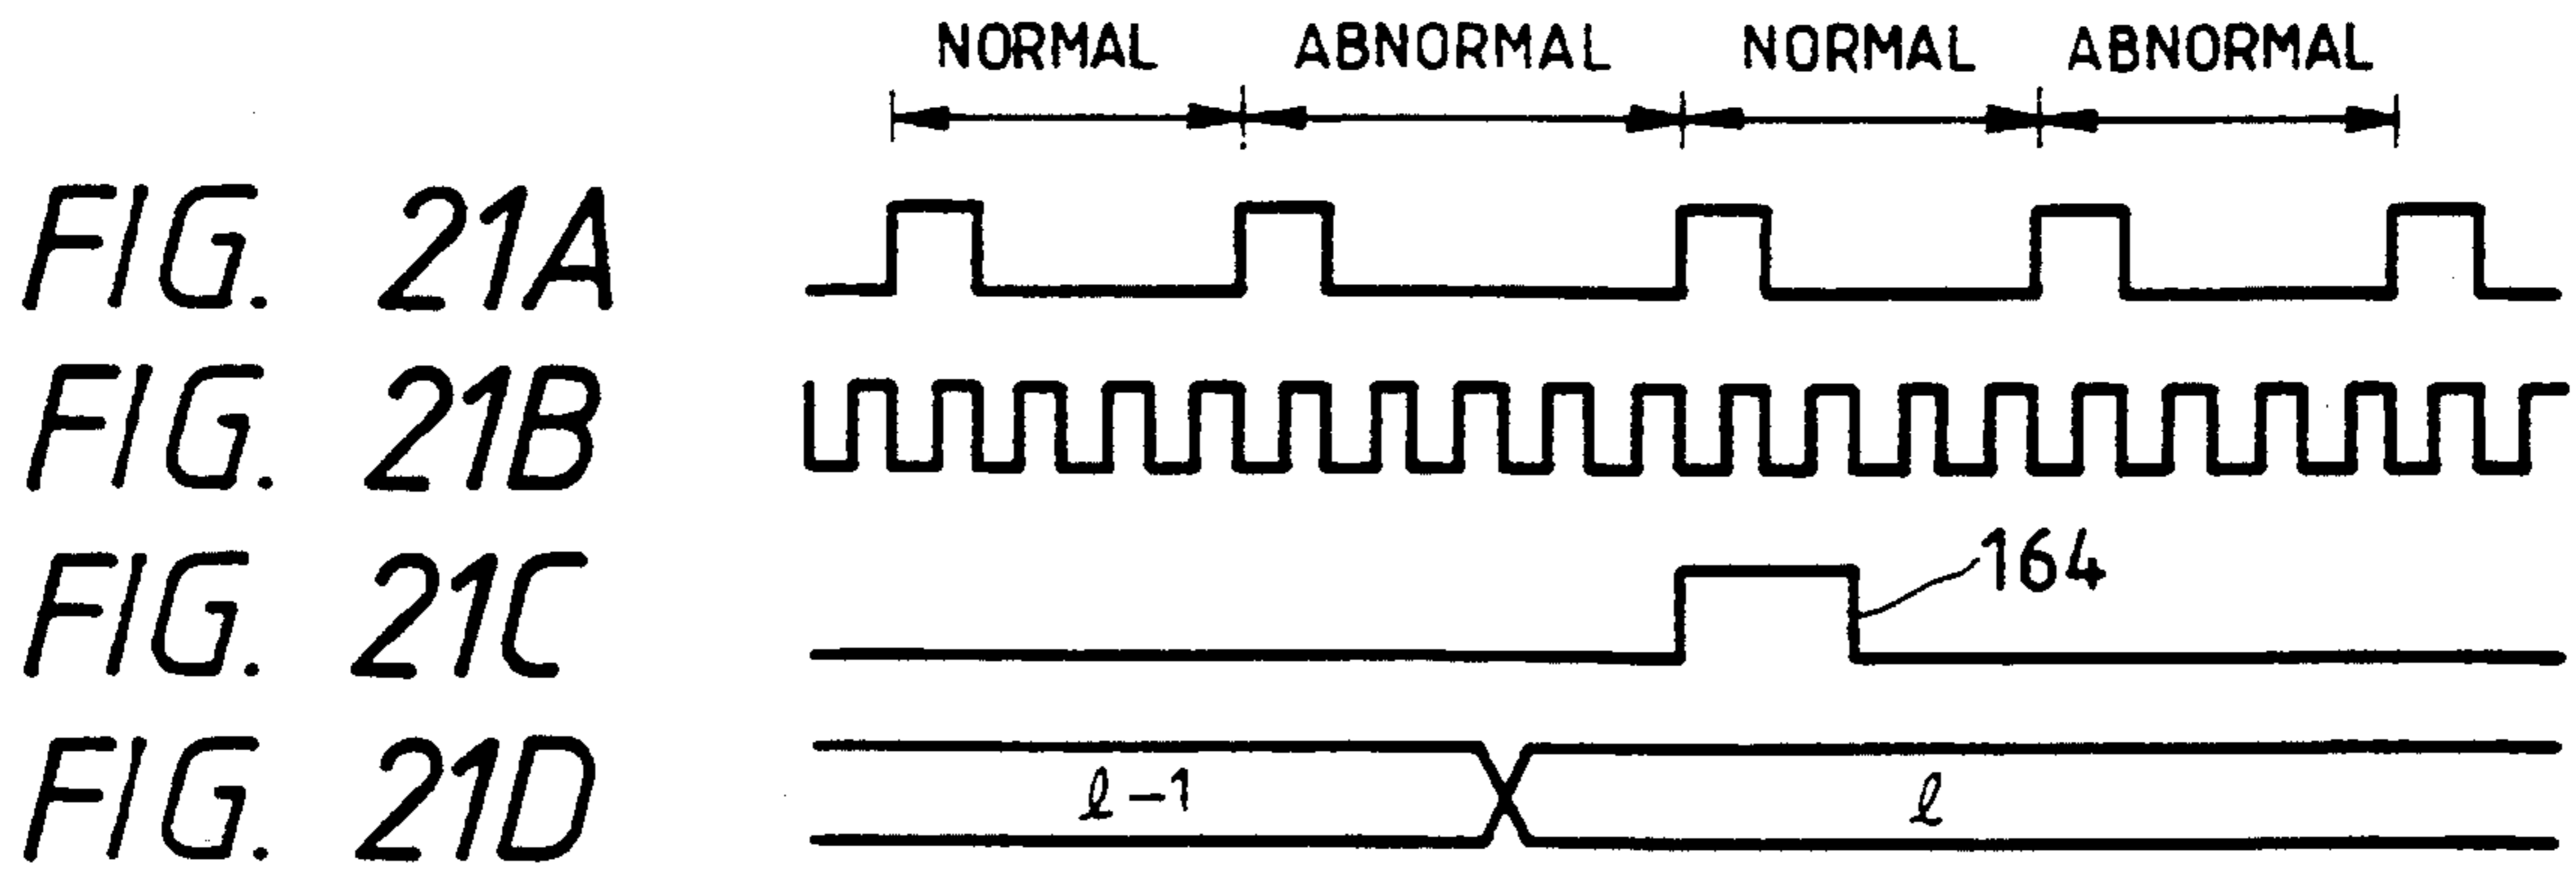 NORMAL ABNORMAL NORMAL ABNORMAL
FIG. 21A
FIG. 21B
FIG. 21C
164
FIG. 21D
ℓ-1 ℓ